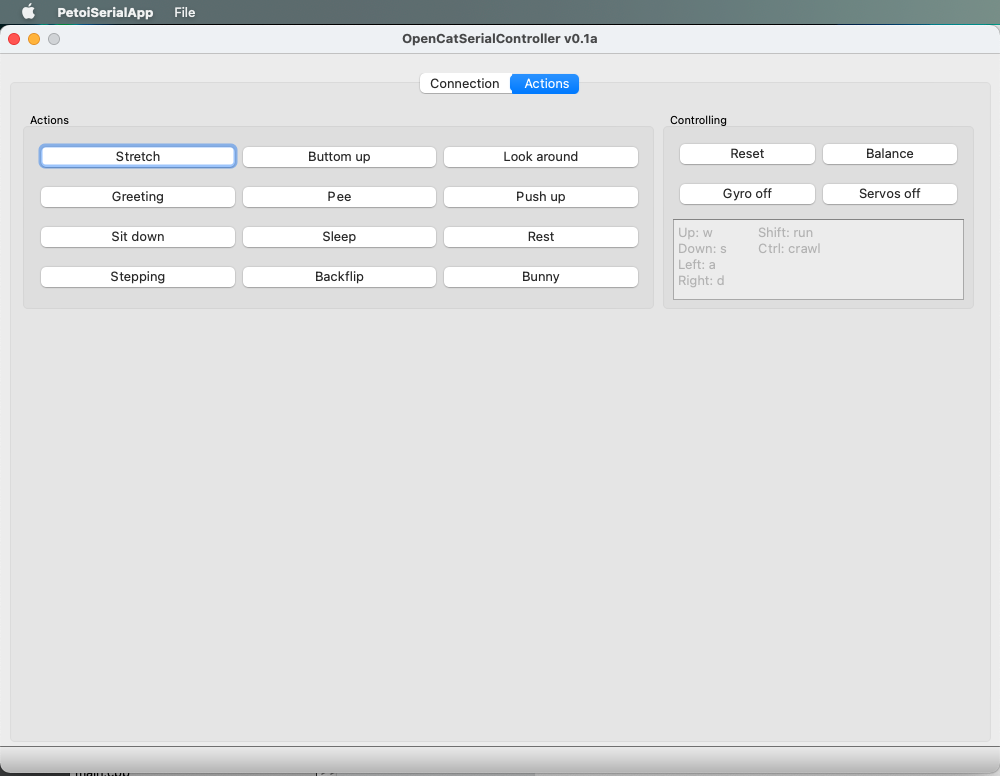 PetoiSerialApp File
OpenCatSerialController v0.1a
Connection Actions
Actions
Stretch Buttom up Look around
Greeting Pee Push up
Sit down Sleep Rest
Stepping Backflip Bunny
Controlling
Reset Balance
Gyro off Servos off
Up: w Shift: run
Down: s Ctrl: crawl
Left: a
Right: d
main.cpp